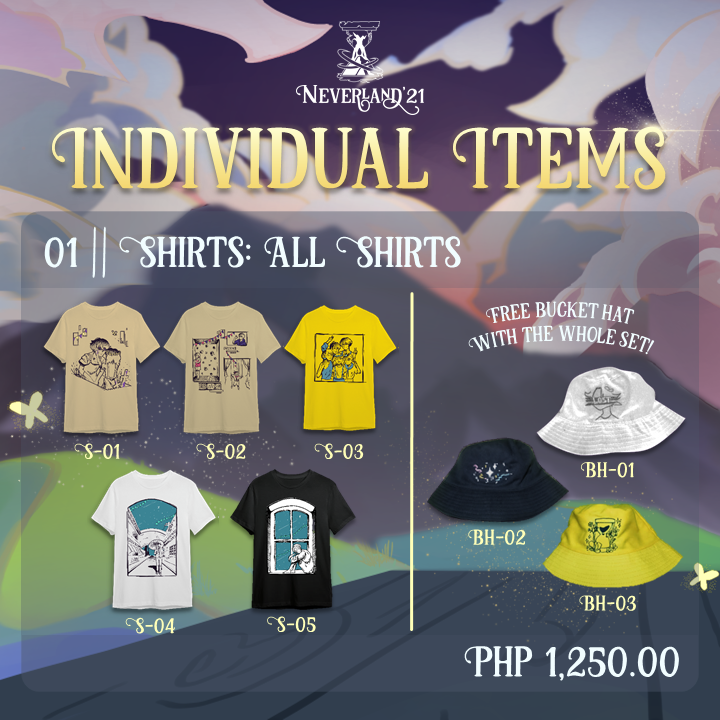 NEVERLAND'21
INDIVIDUAL ITEMS
01 || SHIRTS: ALL SHIRTS
FREE BUCKET HAT
WITH THE WHOLE SET!
S-01
S-02
S-03
BH-01
BH-02
S-04
S-05
BH-03
PHP 1,250.00